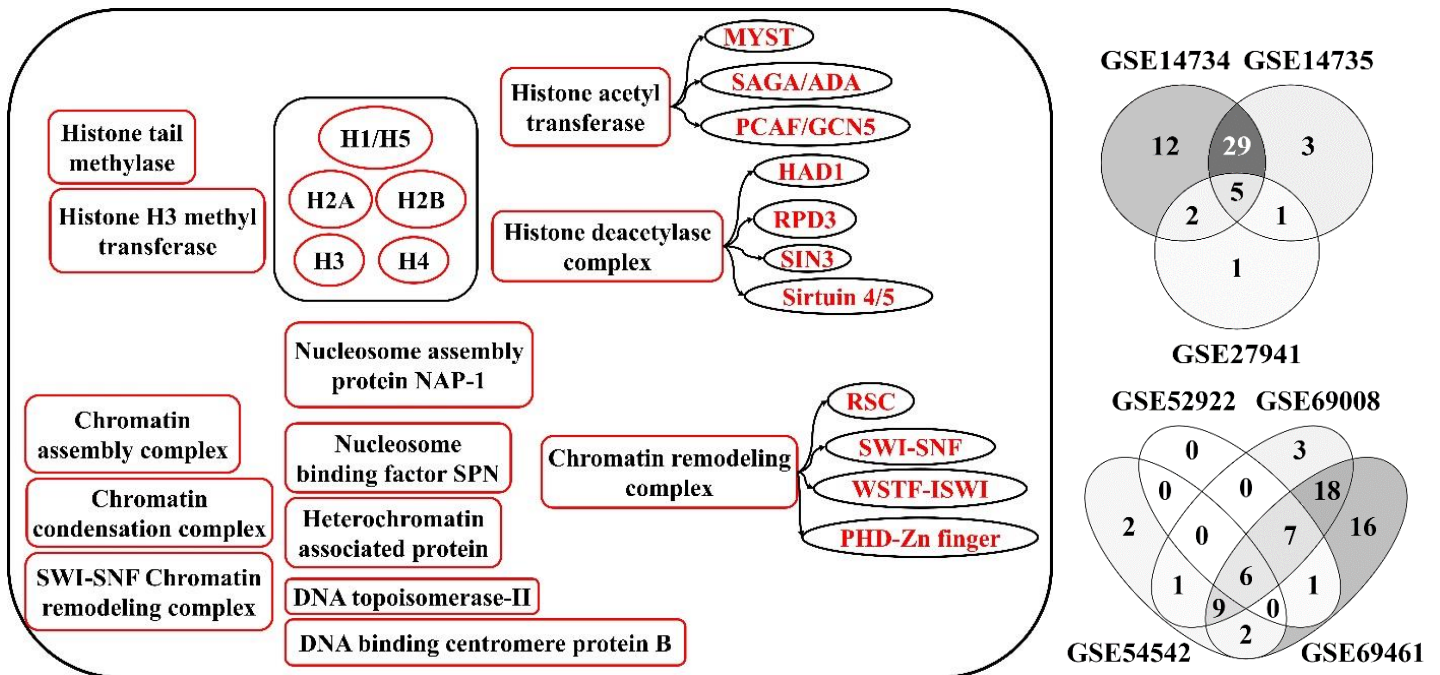 Histone tail
methylase
Histone H3 methyl
transferase
H1/H5
H2A
H2B
H3
H4
Histone acetyl
transferase
MYST
SAGA/ADA
PCAF/GCN5
Histone deacetylase
complex
HAD1
RPD3
SIN3
Sirtuin 4/5
Nucleosome assembly
protein NAP-1
Chromatin
assembly complex
Nucleosome
binding factor SPN
Chromatin
condensation complex
Heterochromatin
associated protein
SWI-SNF Chromatin
remodeling complex
DNA topoisomerase-II
DNA binding centromere protein B
Chromatin remodeling
complex
RSC
SWI-SNF
WSTF-ISWI
PHD-Zn finger
GSE14734 GSE14735
12 29 3
5
2 1
1
GSE27941
GSE52922 GSE69008
0 3
0 0 18
2 0 7 16
6
1 1
9 0
2
GSE54542 GSE69461